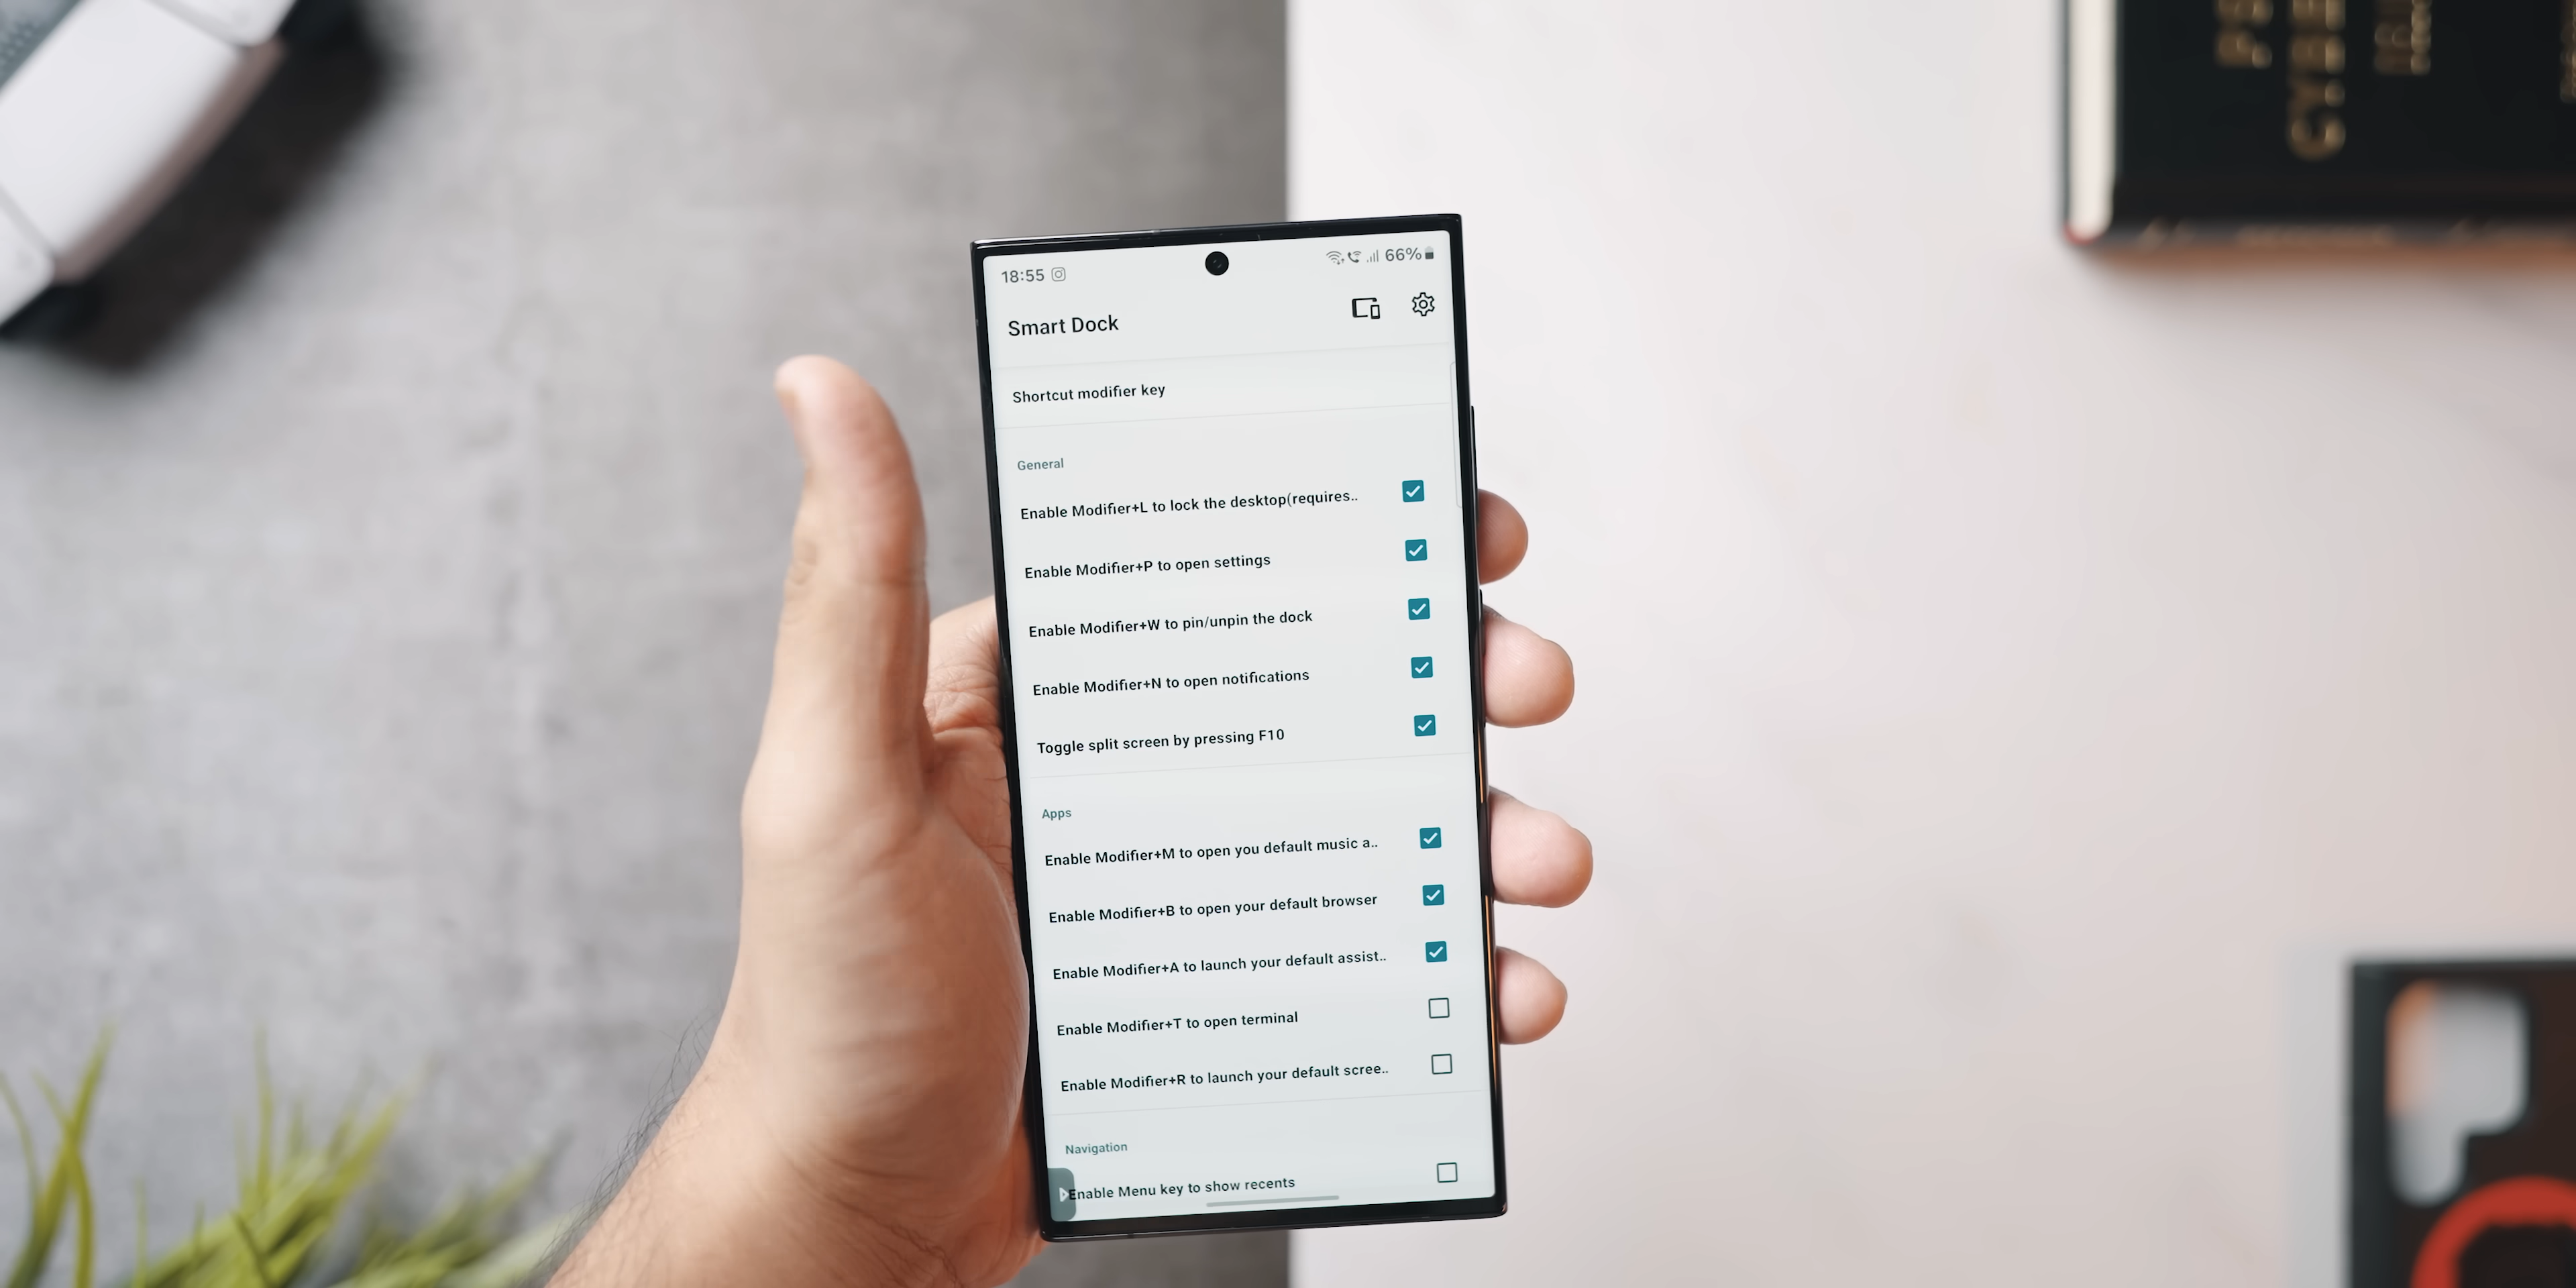 18:55
66%
Smart Dock
Shortcut modifier key
General
Enable Modifier+L to lock the desktop(requires..
Enable Modifier+P to open settings
Enable Modifier+W to pin/unpin the dock
Enable Modifier+N to open notifications
Toggle split screen by pressing F10
Apps
Enable Modifier+M to open you default music a..
Enable Modifier+B to open your default browser
Enable Modifier+A to launch your default assist..
Enable Modifier+T to open terminal
Enable Modifier+R to launch your default scree..
Navigation
Enable Menu key to show recents